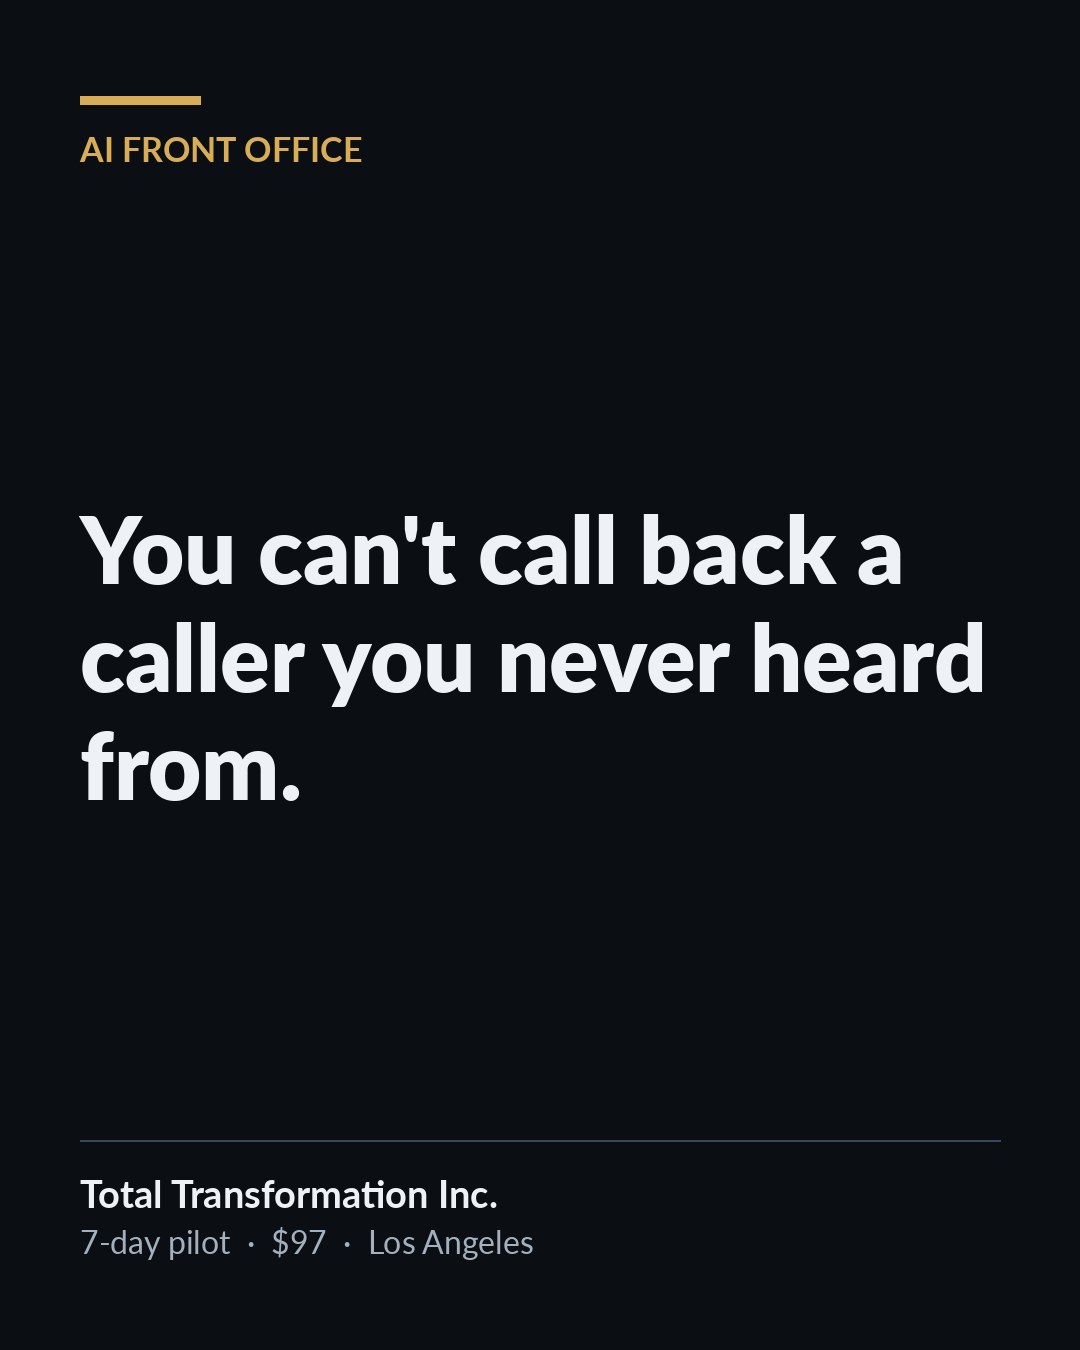 AI FRONT OFFICE
You can't call back a
caller you never heard
from.
Total Transformation Inc.
7-day pilot · $97 · Los Angeles